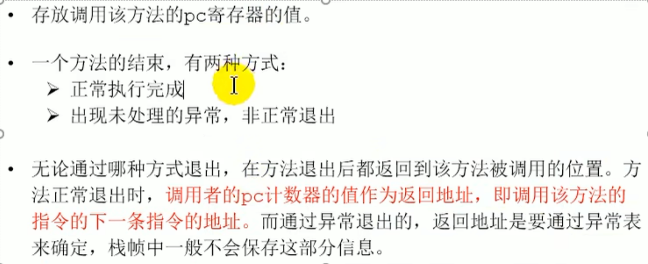 • 存放调用该方法的pc寄存器的值。
• 一个方法的结束，有两种方式：
➢ 正常执行完成
➢ 出现未处理的异常，非正常退出
• 无论通过哪种方式退出，在方法退出后都返回到该方法被调用的位置。方
法正常退出时，调用者的pc计数器的值作为返回地址，即调用该方法的
指令的下一条指令的地址。而通过异常退出的，返回地址是要通过异常表
来确定，栈帧中一般不会保存这部分信息。